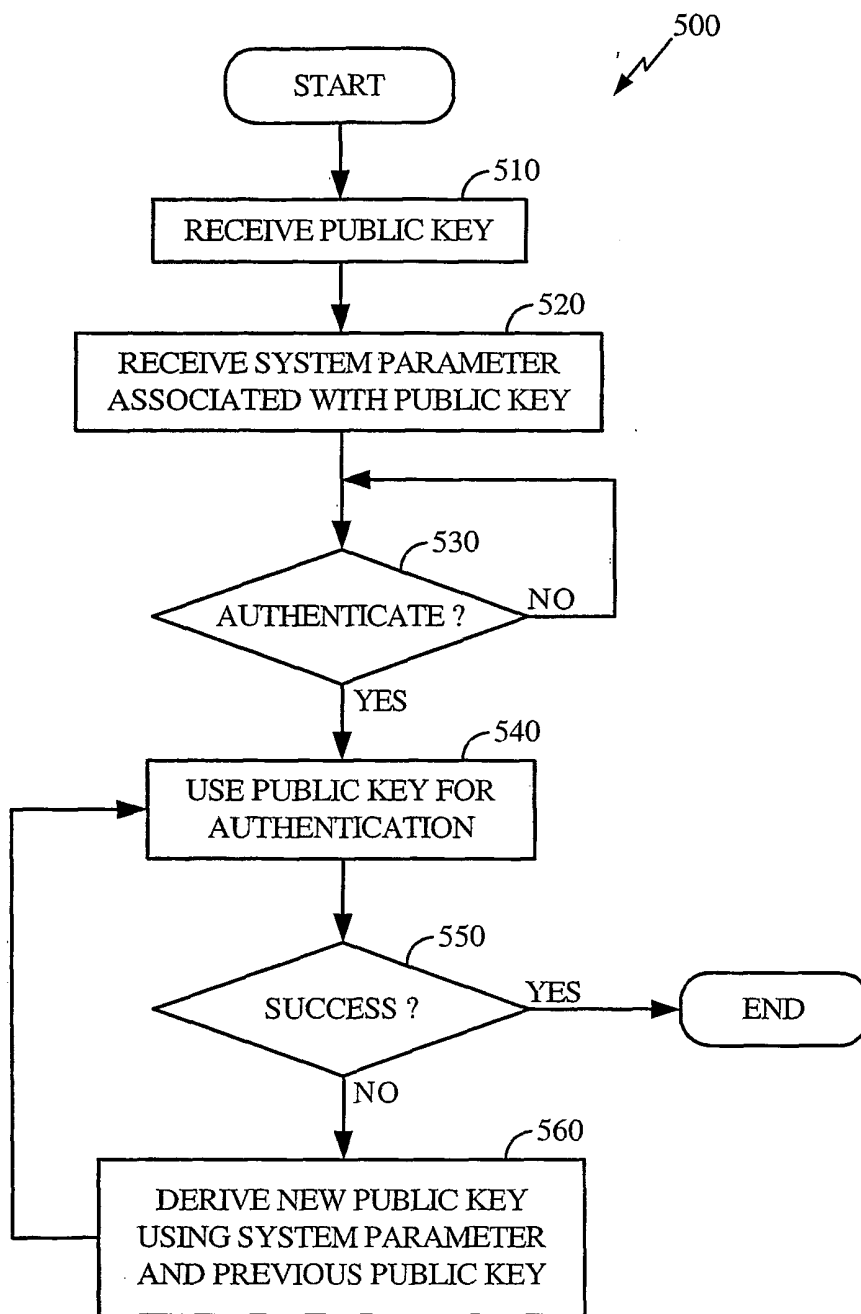 500
START
510
RECEIVE PUBLIC KEY
520
RECEIVE SYSTEM PARAMETER
ASSOCIATED WITH PUBLIC KEY
530
AUTHENTICATE ?
NO
YES
540
USE PUBLIC KEY FOR
AUTHENTICATION
550
SUCCESS ?
YES
END
NO
560
DERIVE NEW PUBLIC KEY
USING SYSTEM PARAMETER
AND PREVIOUS PUBLIC KEY